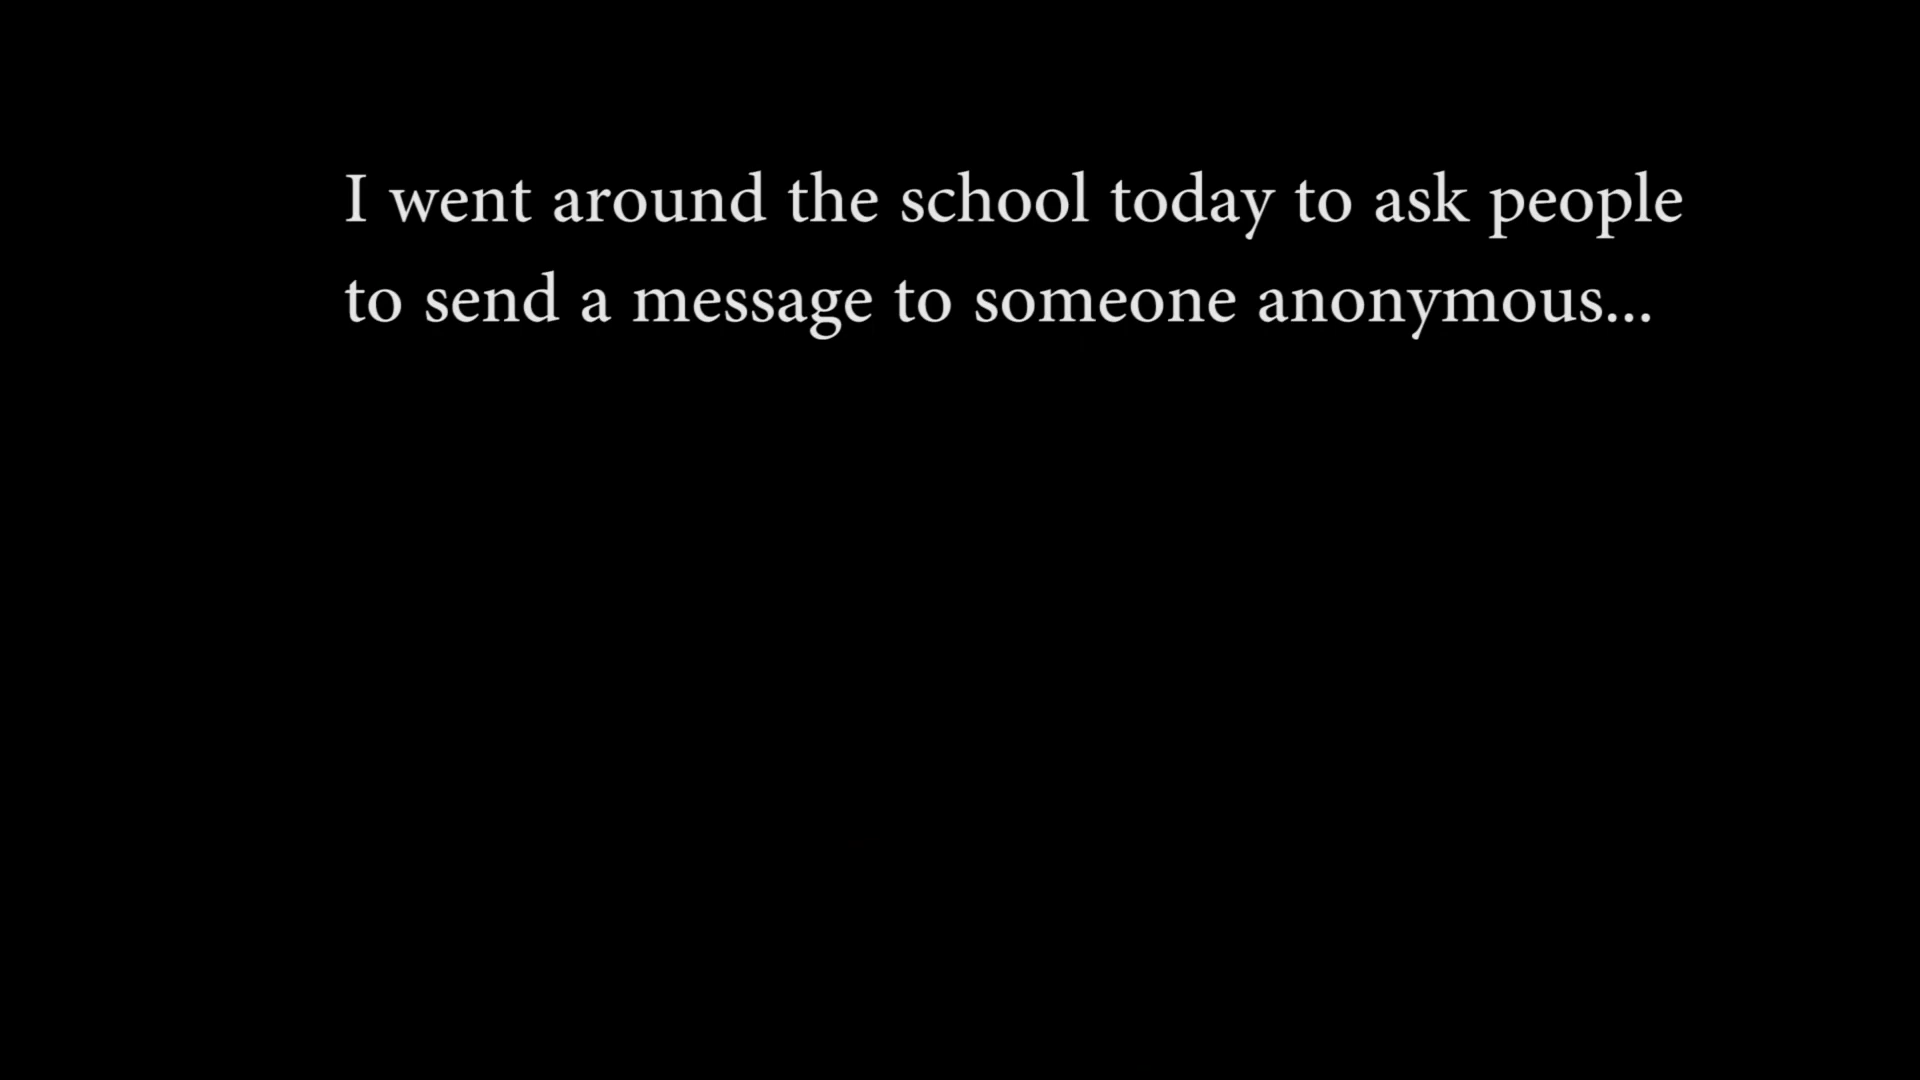 I went around the school today to ask people
to send a message to someone anonymous...